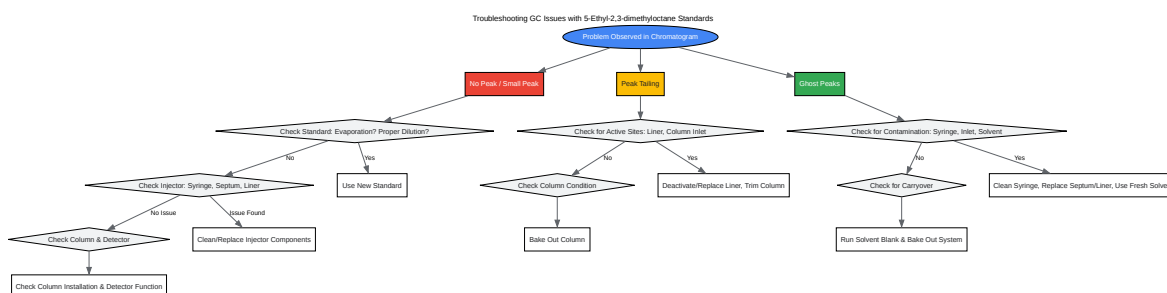 Troubleshooting GC Issues with 5-Ethyl-2,3-dimethyloctane Standards
Problem Observed in Chromatogram
No Peak / Small Peak
Peak Tailing
Ghost Peaks
Check Standard: Evaporation? Proper Dilution?
Check for Active Sites: Liner, Column Inlet
Check for Contamination: Syringe, Inlet, Solvent
No
Yes
No
Yes
No
Yes
Check Injector: Syringe, Septum, Liner
Use New Standard
Check Column Condition
Deactivate/Replace Liner, Trim Column
Check for Carryover
Clean Syringe, Replace Septum/Liner, Use Fresh Solve
No Issue
Issue Found
Check Column & Detector
Clean/Replace Injector Components
Bake Out Column
Run Solvent Blank & Bake Out System
Check Column Installation & Detector Function